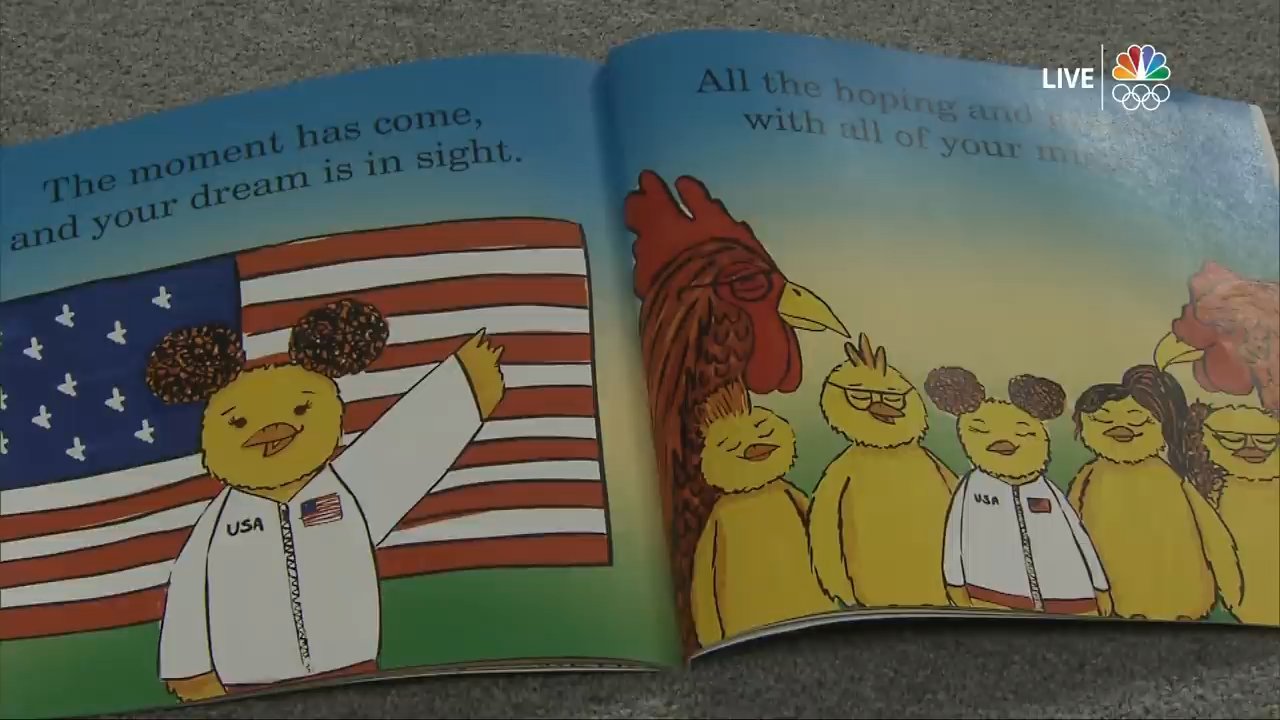 LIVE
The moment has come,
and your dream is in sight.
All the hoping and
with all of your
USA
USA